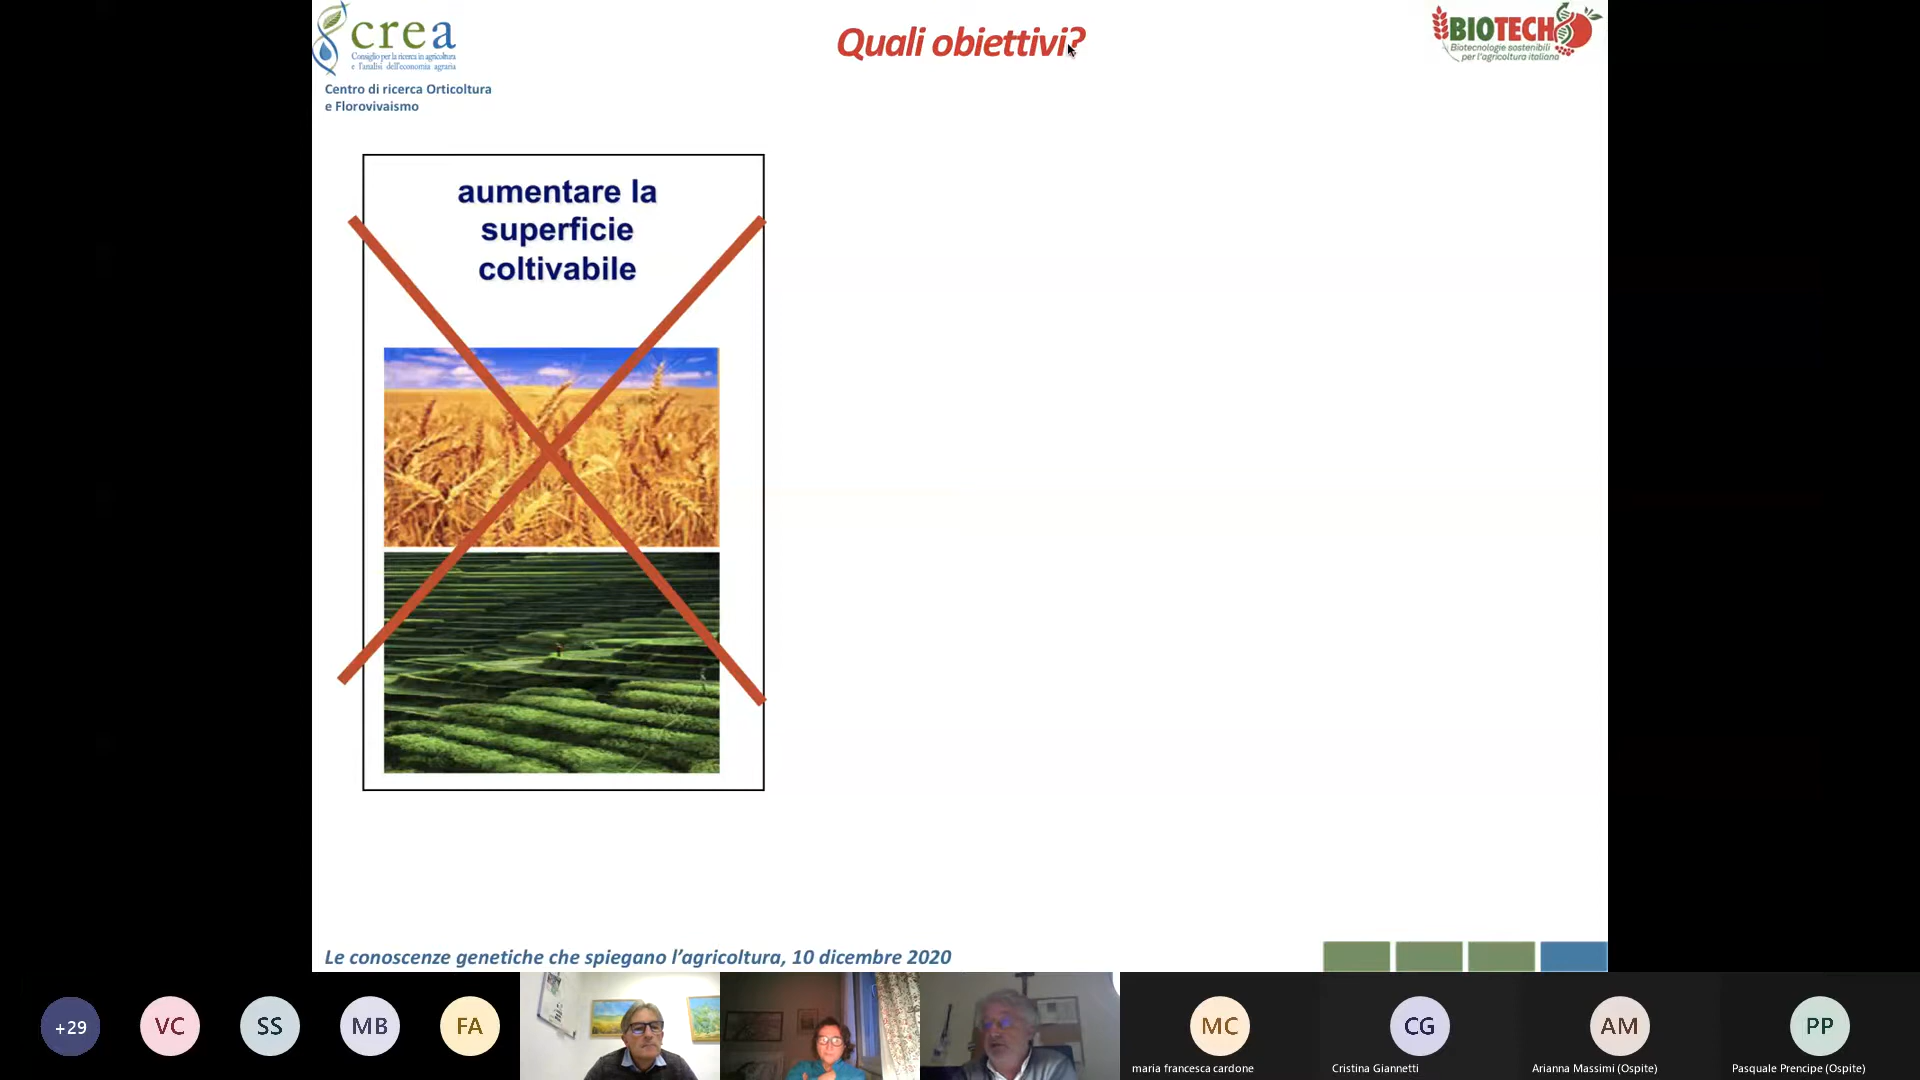 crea
Consiglio per la ricerca in agricoltura
e l'analisi dell'economia agraria
Centro di ricerca Orticoltura
e Florovivaismo
Quali obiettivi?
BIOTECH
Biotecnologie sostenibili
per l'agricoltura italiana
aumentare la
superficie
coltivabile
Le conoscenze genetiche che spiegano l'agricoltura, 10 dicembre 2020
+29
VC
SS
MB
FA
MC
CG
AM
PP
maria francesca cardone
Cristina Giannetti
Arianna Massimi (Ospite)
Pasquale Prencipe (Ospite)